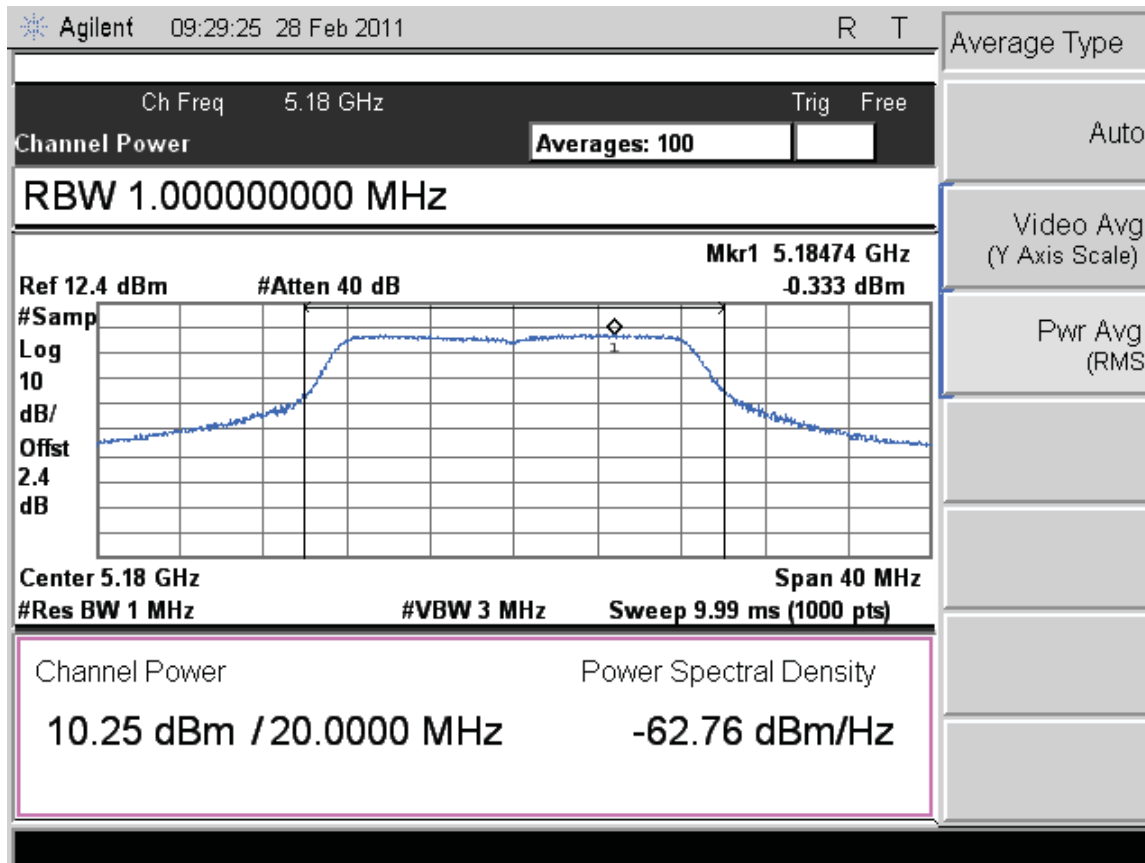 Agilent 09:29:25 28 Feb 2011 R T
Average Type
Ch Freq 5.18 GHz Trig Free
Channel Power Averages: 100
Auto
RBW 1.000000000 MHz
Video Avg
(Y Axis Scale)
Mkr1 5.18474 GHz
Ref 12.4 dBm #Atten 40 dB -0.333 dBm
#Samp
Log
10
dB/
Offst
2.4
dB
1
Pwr Avg
(RMS
Center 5.18 GHz Span 40 MHz
#Res BW 1 MHz #VBW 3 MHz Sweep 9.99 ms (1000 pts)
Channel Power Power Spectral Density
10.25 dBm / 20.0000 MHz -62.76 dBm/Hz